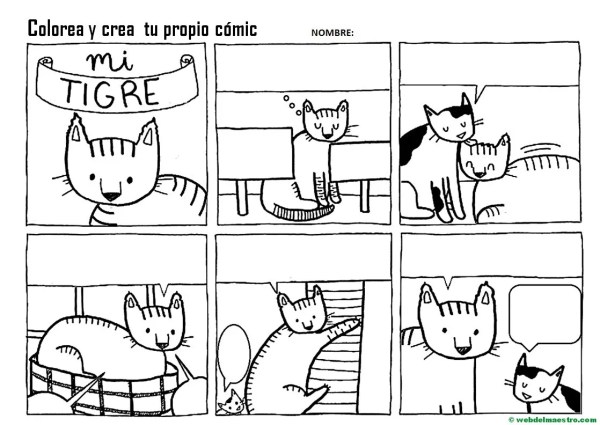 Colorea y crea tu propio cómic
NOMBRE:
mi
TIGRE
© webdelmaestro.com